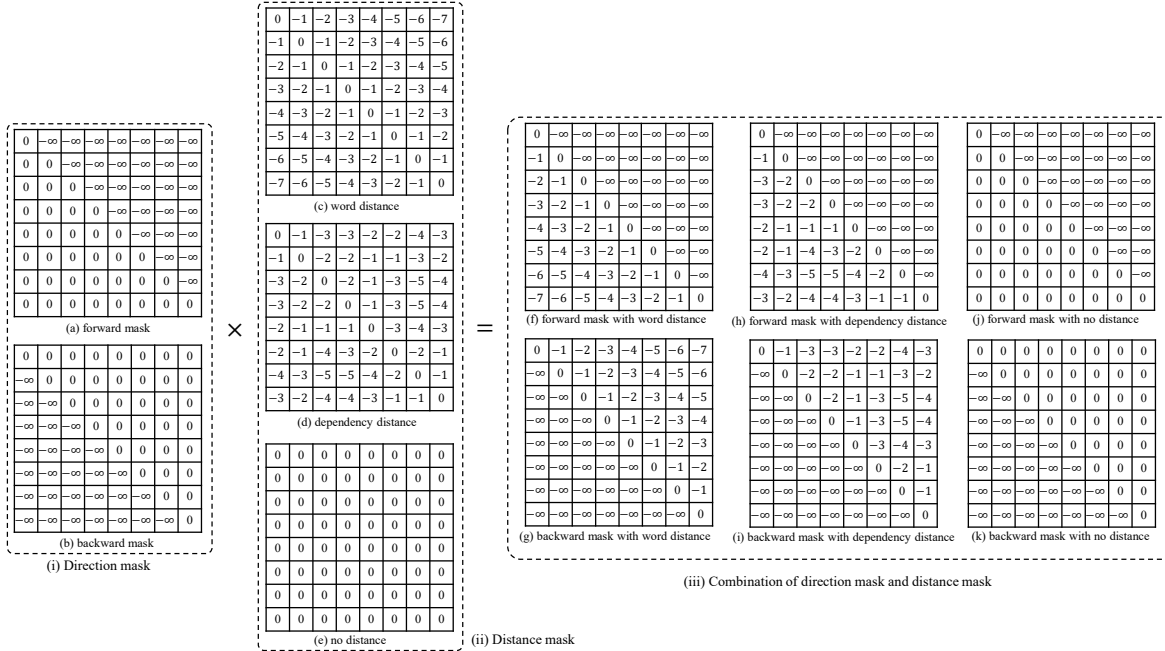 0 −∞ −∞ −∞ −∞ −∞ −∞ −∞
0 0 −∞ −∞ −∞ −∞ −∞ −∞
0 0 0 −∞ −∞ −∞ −∞ −∞
0 0 0 0 −∞ −∞ −∞ −∞
0 0 0 0 0 −∞ −∞ −∞
0 0 0 0 0 0 −∞ −∞
0 0 0 0 0 0 0 −∞
0 0 0 0 0 0 0 0
(a) forward mask
0 0 0 0 0 0 0 0
−∞ 0 0 0 0 0 0 0
−∞ −∞ 0 0 0 0 0 0
−∞ −∞ −∞ 0 0 0 0 0
−∞ −∞ −∞ −∞ 0 0 0 0
−∞ −∞ −∞ −∞ −∞ 0 0 0
−∞ −∞ −∞ −∞ −∞ −∞ 0 0
−∞ −∞ −∞ −∞ −∞ −∞ −∞ 0
(b) backward mask
(i) Direction mask
×
0 −1 −2 −3 −4 −5 −6 −7
−1 0 −1 −2 −3 −4 −5 −6
−2 −1 0 −1 −2 −3 −4 −5
−3 −2 −1 0 −1 −2 −3 −4
−4 −3 −2 −1 0 −1 −2 −3
−5 −4 −3 −2 −1 0 −1 −2
−6 −5 −4 −3 −2 −1 0 −1
−7 −6 −5 −4 −3 −2 −1 0
(c) word distance
0 −1 −3 −3 −2 −2 −4 −3
−1 0 −2 −2 −1 −1 −3 −2
−3 −2 0 −2 −1 −3 −5 −4
−3 −2 −2 0 −1 −3 −5 −4
−2 −1 −1 −1 0 −3 −4 −3
−2 −1 −4 −3 −2 0 −2 −1
−4 −3 −5 −5 −4 −2 0 −1
−3 −2 −4 −4 −3 −1 −1 0
(d) dependency distance
0 0 0 0 0 0 0 0
0 0 0 0 0 0 0 0
0 0 0 0 0 0 0 0
0 0 0 0 0 0 0 0
0 0 0 0 0 0 0 0
0 0 0 0 0 0 0 0
0 0 0 0 0 0 0 0
0 0 0 0 0 0 0 0
(e) no distance
(ii) Distance mask
=
0 −∞ −∞ −∞ −∞ −∞ −∞ −∞
−1 0 −∞ −∞ −∞ −∞ −∞ −∞
−2 −1 0 −∞ −∞ −∞ −∞ −∞
−3 −2 −1 0 −∞ −∞ −∞ −∞
−4 −3 −2 −1 0 −∞ −∞ −∞
−5 −4 −3 −2 −1 0 −∞ −∞
−6 −5 −4 −3 −2 −1 0 −∞
−7 −6 −5 −4 −3 −2 −1 0
(f) forward mask with word distance
0 −∞ −∞ −∞ −∞ −∞ −∞ −∞
−1 0 −∞ −∞ −∞ −∞ −∞ −∞
−3 −2 0 −∞ −∞ −∞ −∞ −∞
−3 −2 −2 0 −∞ −∞ −∞ −∞
−2 −1 −1 −1 0 −∞ −∞ −∞
−2 −1 −4 −3 −2 0 −∞ −∞
−4 −3 −5 −5 −4 −2 0 −∞
−3 −2 −4 −4 −3 −1 −1 0
(h) forward mask with dependency distance
0 −∞ −∞ −∞ −∞ −∞ −∞ −∞
0 0 −∞ −∞ −∞ −∞ −∞ −∞
0 0 0 −∞ −∞ −∞ −∞ −∞
0 0 0 0 −∞ −∞ −∞ −∞
0 0 0 0 0 −∞ −∞ −∞
0 0 0 0 0 0 −∞ −∞
0 0 0 0 0 0 0 −∞
0 0 0 0 0 0 0 0
(j) forward mask with no distance
0 −1 −2 −3 −4 −5 −6 −7
−∞ 0 −1 −2 −3 −4 −5 −6
−∞ −∞ 0 −1 −2 −3 −4 −5
−∞ −∞ −∞ 0 −1 −2 −3 −4
−∞ −∞ −∞ −∞ 0 −1 −2 −3
−∞ −∞ −∞ −∞ −∞ 0 −1 −2
−∞ −∞ −∞ −∞ −∞ −∞ 0 −1
−∞ −∞ −∞ −∞ −∞ −∞ −∞ 0
(g) backward mask with word distance
0 −1 −3 −3 −2 −2 −4 −3
−∞ 0 −2 −2 −1 −1 −3 −2
−∞ −∞ 0 −2 −1 −3 −5 −4
−∞ −∞ −∞ 0 −1 −3 −5 −4
−∞ −∞ −∞ −∞ 0 −3 −4 −3
−∞ −∞ −∞ −∞ −∞ 0 −2 −1
−∞ −∞ −∞ −∞ −∞ −∞ 0 −1
−∞ −∞ −∞ −∞ −∞ −∞ −∞ 0
(i) backward mask with dependency distance
0 0 0 0 0 0 0 0
−∞ 0 0 0 0 0 0 0
−∞ −∞ 0 0 0 0 0 0
−∞ −∞ −∞ 0 0 0 0 0
−∞ −∞ −∞ −∞ 0 0 0 0
−∞ −∞ −∞ −∞ −∞ 0 0 0
−∞ −∞ −∞ −∞ −∞ −∞ 0 0
−∞ −∞ −∞ −∞ −∞ −∞ −∞ 0
(k) backward mask with no distance
(iii) Combination of direction mask and distance mask